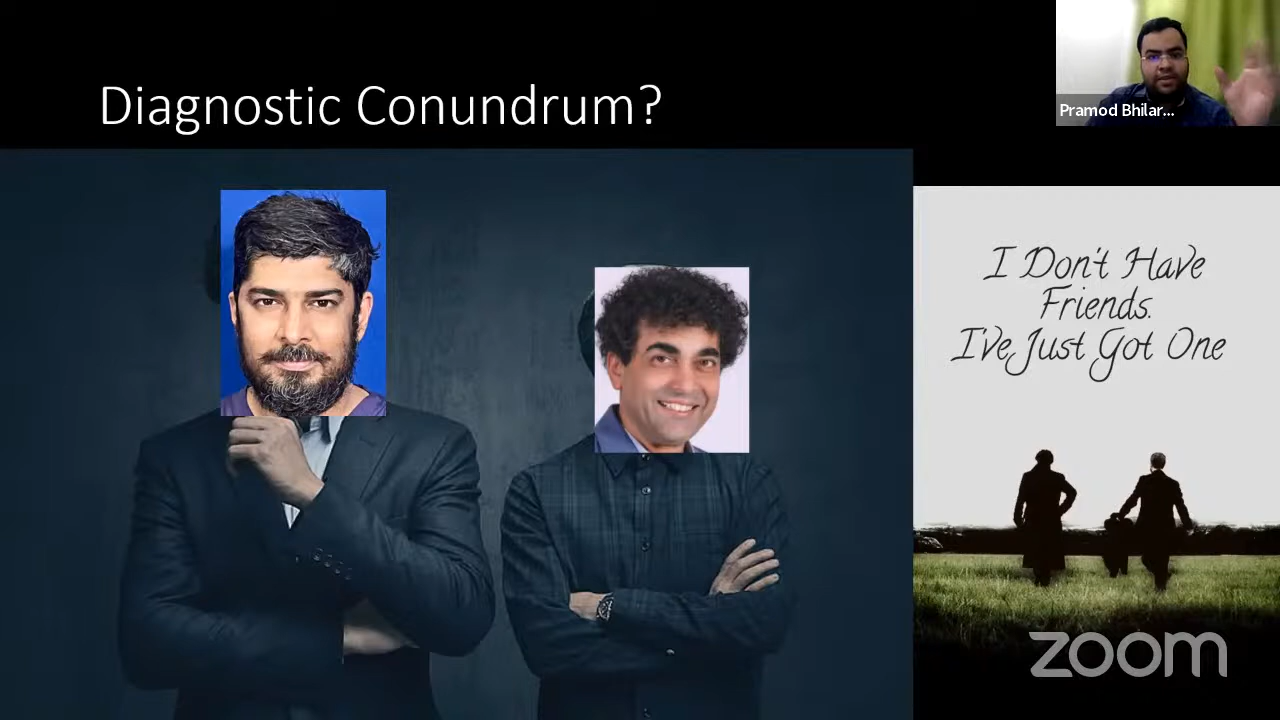 Diagnostic Conundrum?
Pramod Bhilar...
I Don't Have
Friends.
I've Just Got One
zoom